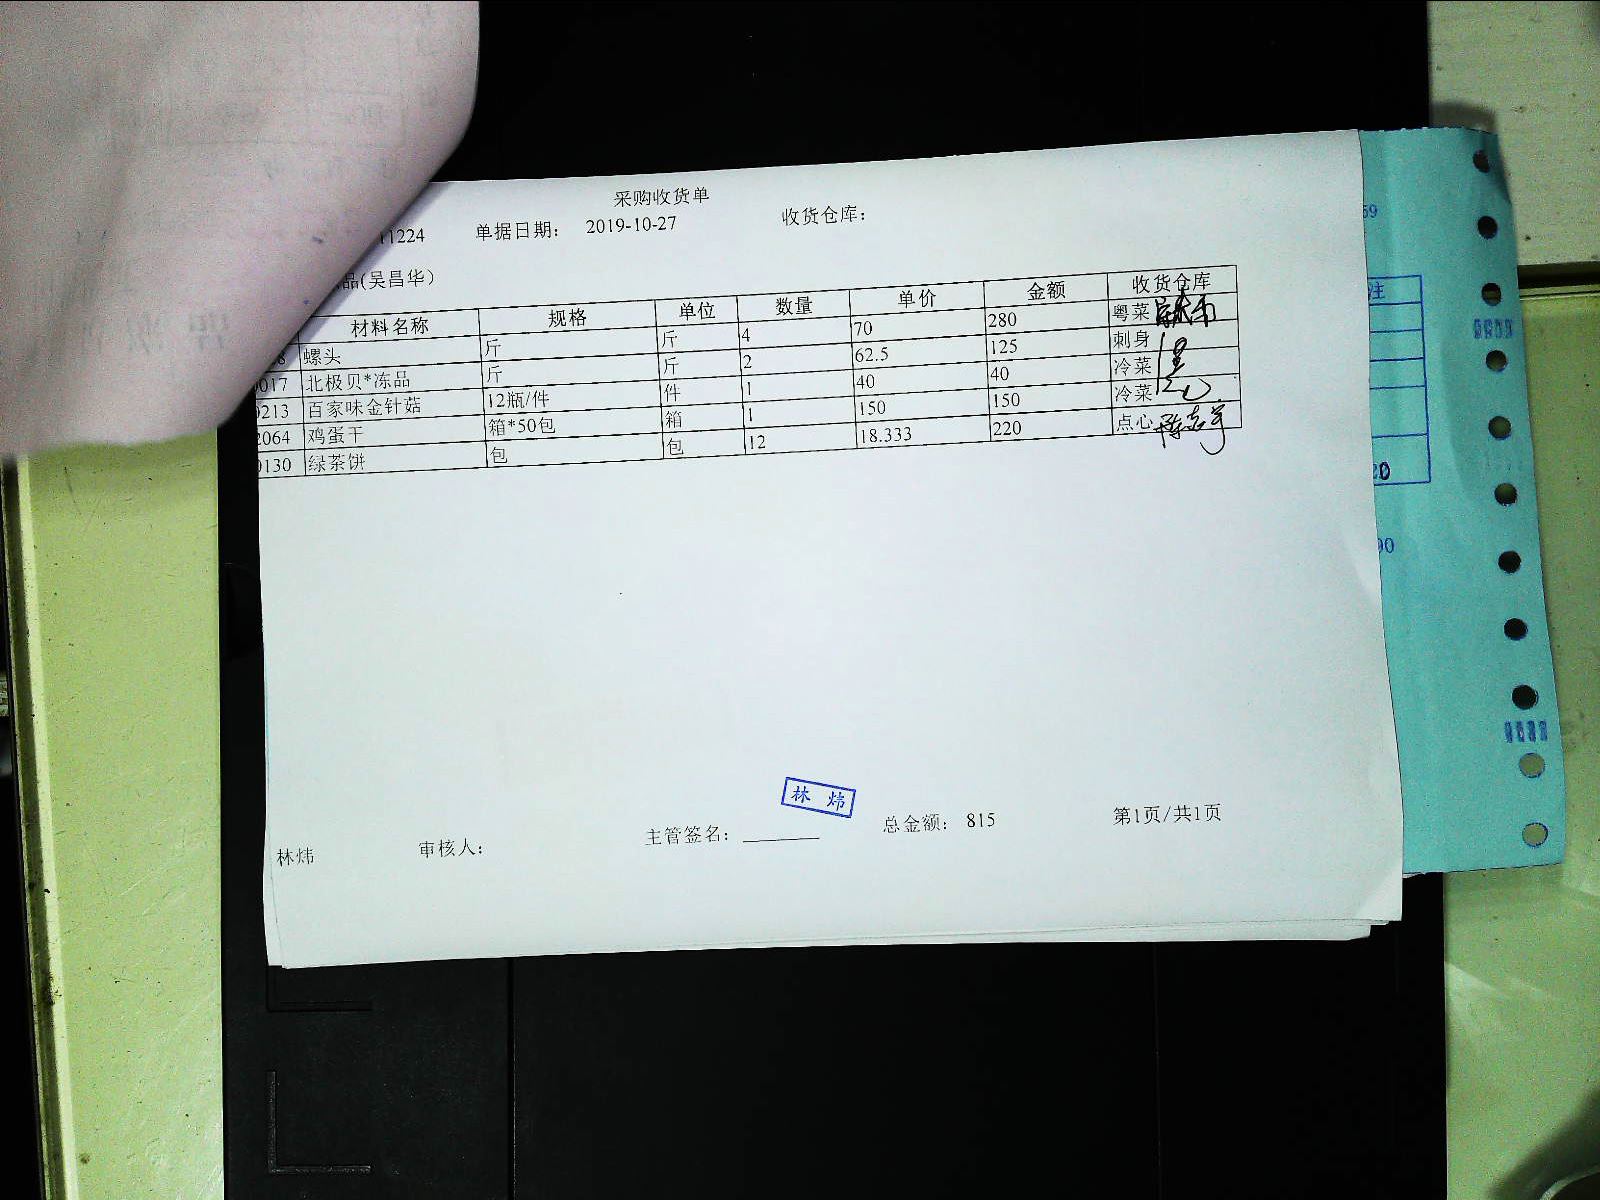 采购收货单
11224 单据日期： 2019-10-27 收货仓库：
品(吴昌华)
材料名称 规格 单位 数量 单价 金额 收货仓库
8 螺头 斤 斤 4 70 280 粤菜
0017 北极贝*冻品 斤 斤 2 62.5 125 刺身
0213 百家味金针菇 12瓶/件 件 1 40 40 冷菜
2064 鸡蛋干 箱*50包 箱 1 150 150 冷菜
0130 绿茶饼 包 包 12 18.333 220 点心
林炜
林炜 审核人： 主管签名： 总金额： 815 第1页/共1页
59
注
20
00